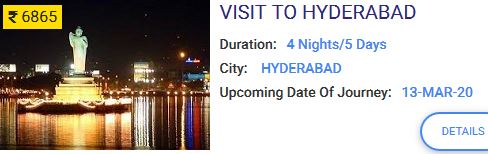 ₹ 6865
VISIT TO HYDERABAD
Duration: 4 Nights/5 Days
City: HYDERABAD
Upcoming Date Of Journey: 13-MAR-20
DETAILS